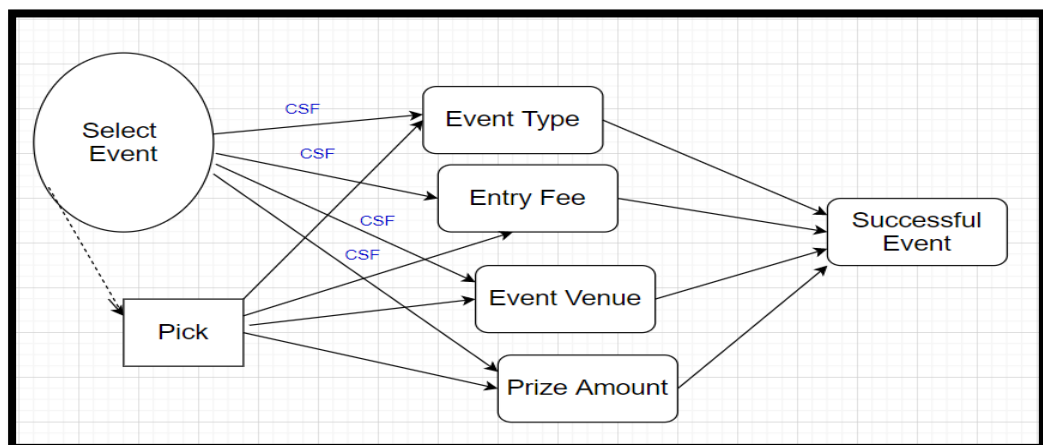 Select
Event
CSF
CSF
CSF
CSF
Event Type
Entry Fee
Event Venue
Prize Amount
Pick
Successful
Event